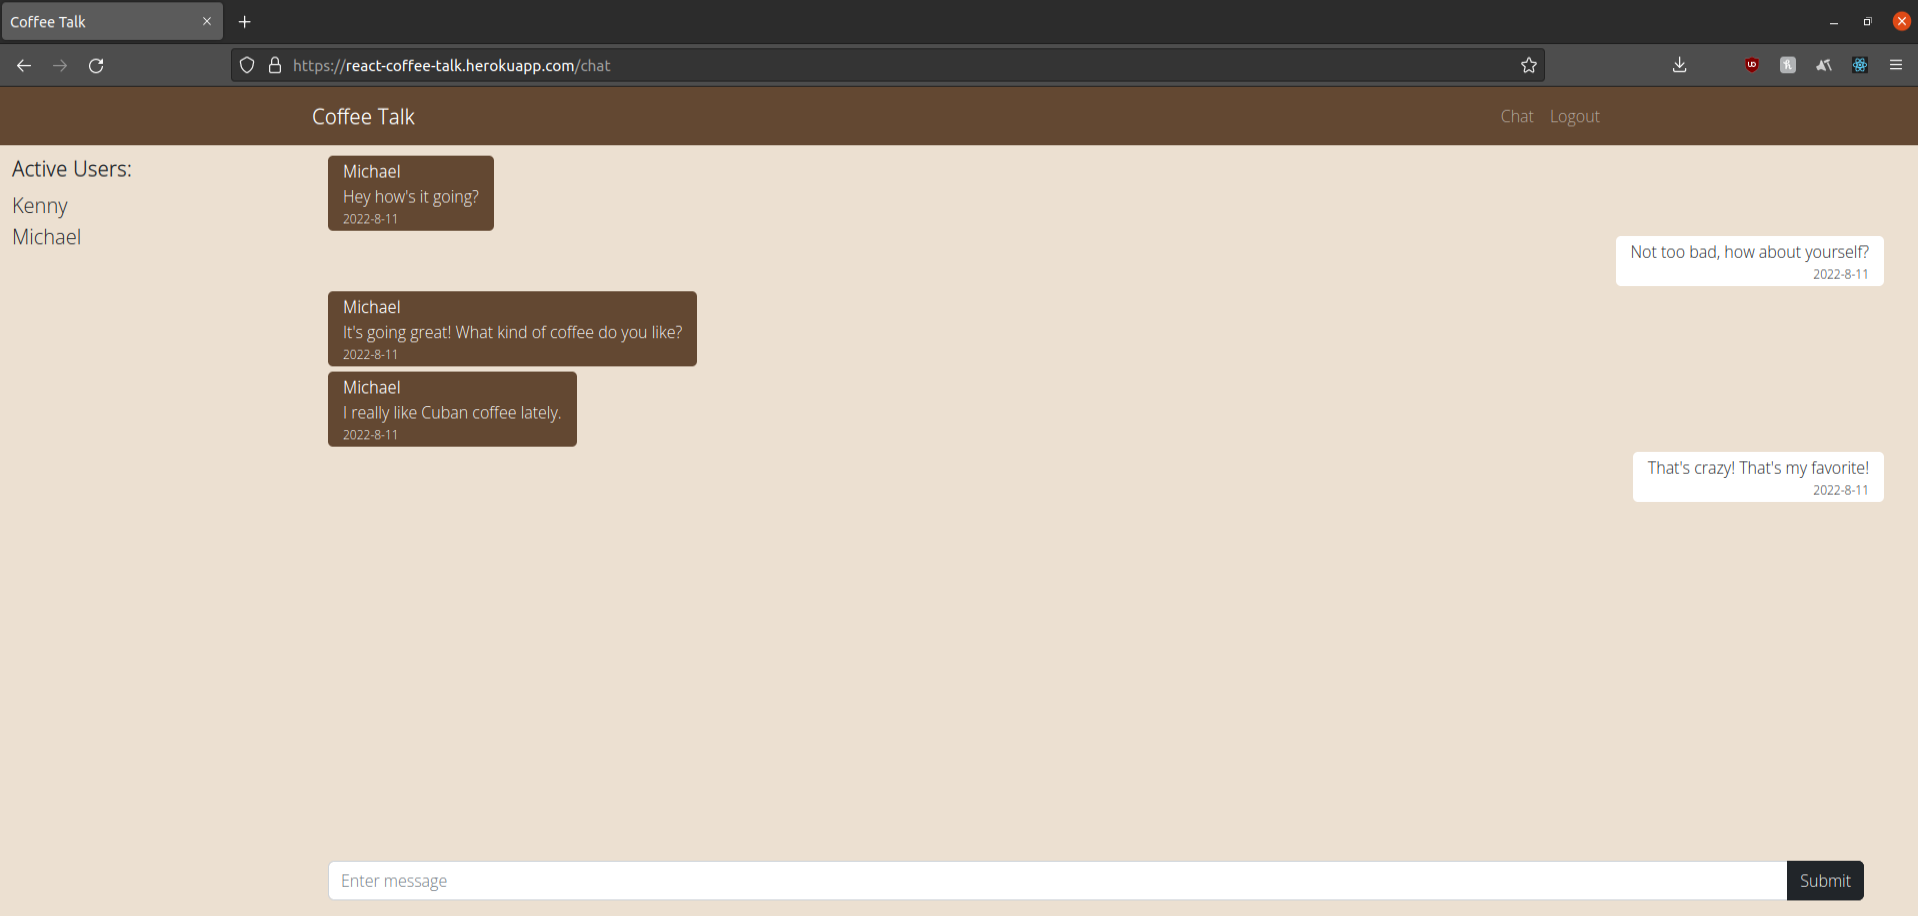 Coffee Talk
https://react-coffee-talk.herokuapp.com/chat
Coffee Talk
Chat Logout
Active Users:
Kenny
Michael
Michael
Hey how's it going?
2022-8-11
Not too bad, how about yourself?
2022-8-11
Michael
It's going great! What kind of coffee do you like?
2022-8-11
Michael
I really like Cuban coffee lately.
2022-8-11
That's crazy! That's my favorite!
2022-8-11
Enter message
Submit